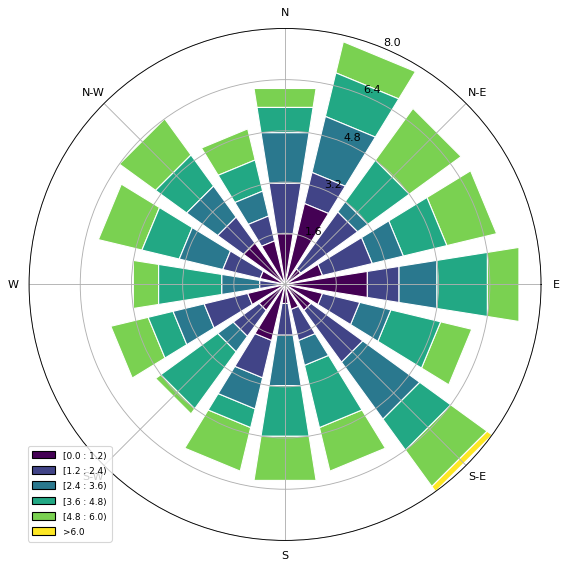 N
8.0
N-W
6.4
N-E
4.8
3.2
1.6
W
E
S-W
S-E
[0.0 : 1.2)
[1.2 : 2.4)
[2.4 : 3.6)
[3.6 : 4.8)
[4.8 : 6.0)
>6.0
S